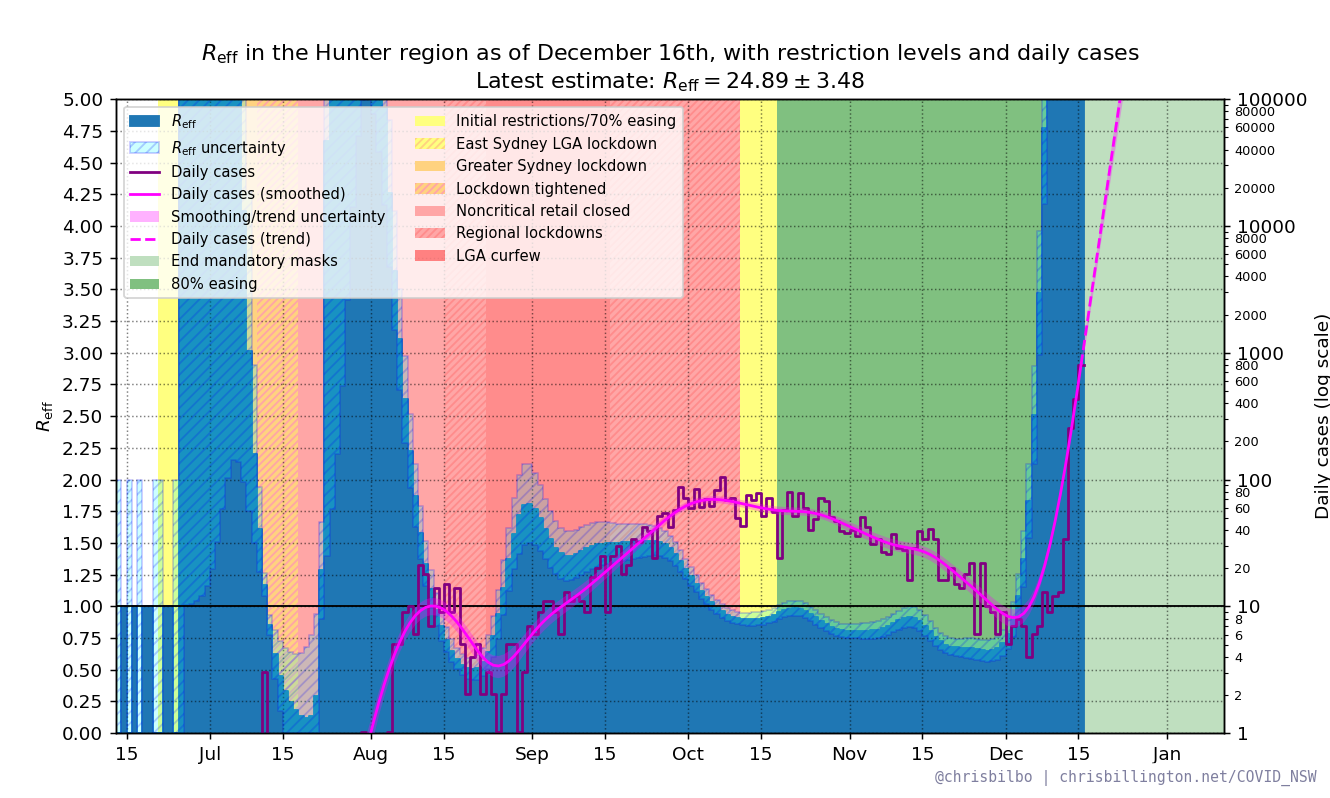 R_eff in the Hunter region as of December 16th, with restriction levels and daily cases
Latest estimate: R_eff = 24.89 ± 3.48
R_eff
R_eff uncertainty
Daily cases
Daily cases (smoothed)
Smoothing/trend uncertainty
Daily cases (trend)
End mandatory masks
80% easing
Initial restrictions/70% easing
East Sydney LGA lockdown
Greater Sydney lockdown
Lockdown tightened
Noncritical retail closed
Regional lockdowns
LGA curfew
R_eff
5.00
4.75
4.50
4.25
4.00
3.75
3.50
3.25
3.00
2.75
2.50
2.25
2.00
1.75
1.50
1.25
1.00
0.75
0.50
0.25
0.00
15 Jul 15 Aug 15 Sep 15 Oct 15 Nov 15 Dec 15 Jan
100000
80000
60000
40000
20000
10000
8000
6000
4000
2000
1000
800
600
400
200
100
80
60
40
20
10
8
6
4
2
1
Daily cases (log scale)
@chrisbilbo | chrisbillington.net/COVID_NSW